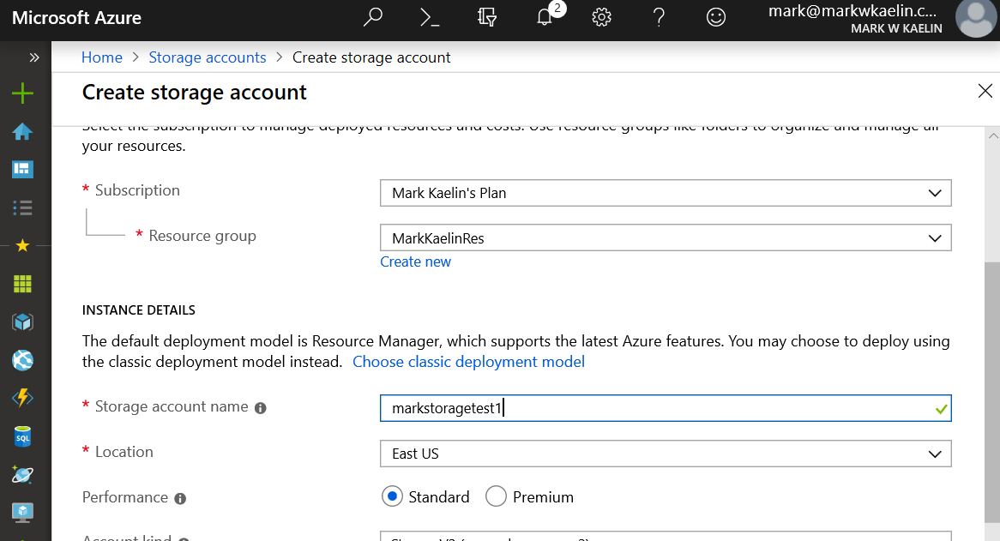 Microsoft Azure
2
mark@markwkaelin.c...
MARK W KAELIN
Home > Storage accounts > Create storage account
Create storage account
Select the subscription to manage deployed resources and costs. Use resource groups like folders to organize and manage all
your resources.
* Subscription
Mark Kaelin's Plan
* Resource group
MarkKaelinRes
Create new
INSTANCE DETAILS
The default deployment model is Resource Manager, which supports the latest Azure features. You may choose to deploy using
the classic deployment model instead. Choose classic deployment model
* Storage account name
markstoragetest1
* Location
East US
SQL
Performance
Standard
Premium
Account kind